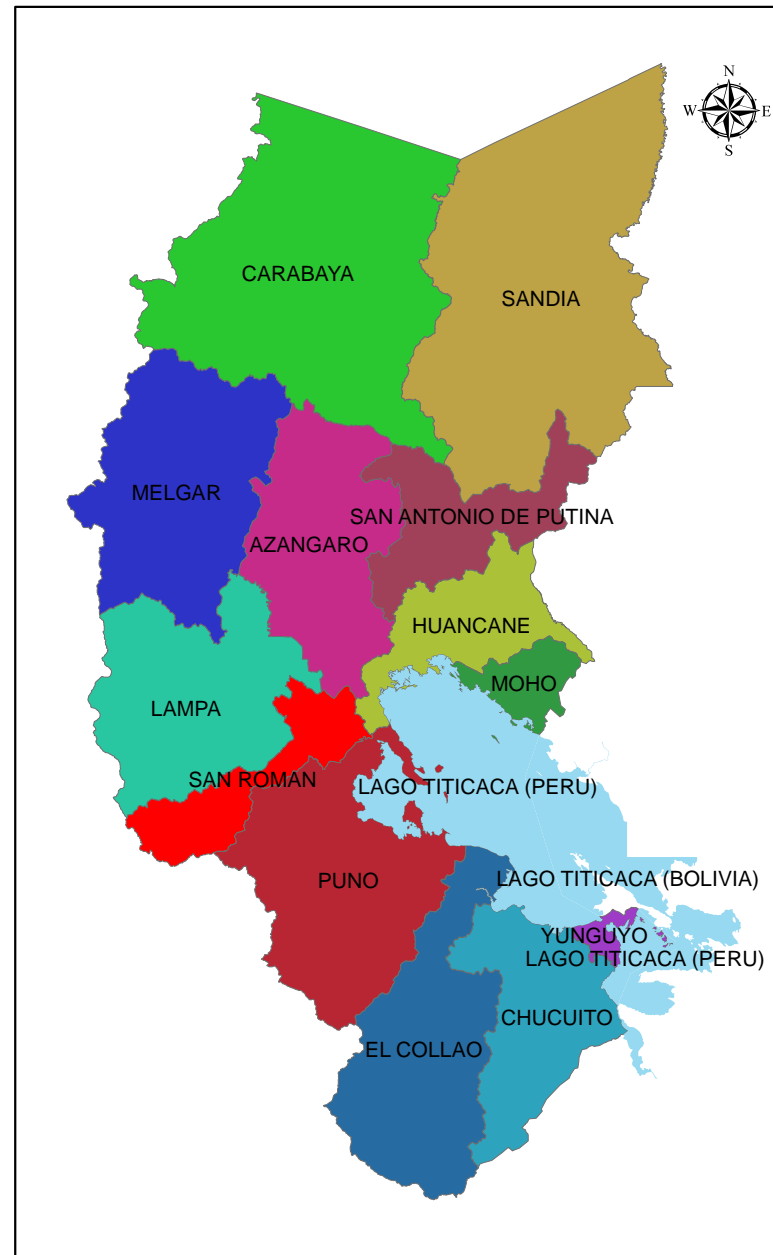 N
W E
S
CARABAYA
SANDIA
MELGAR
SAN ANTONIO DE PUTINA
AZANGARO
HUANCANE
MOHO
LAMPA
SAN ROMAN
LAGO TITICACA (PERU)
PUNO
LAGO TITICACA (BOLIVIA)
YUNGUYO
LAGO TITICACA (PERU)
CHUCUITO
EL COLLAO